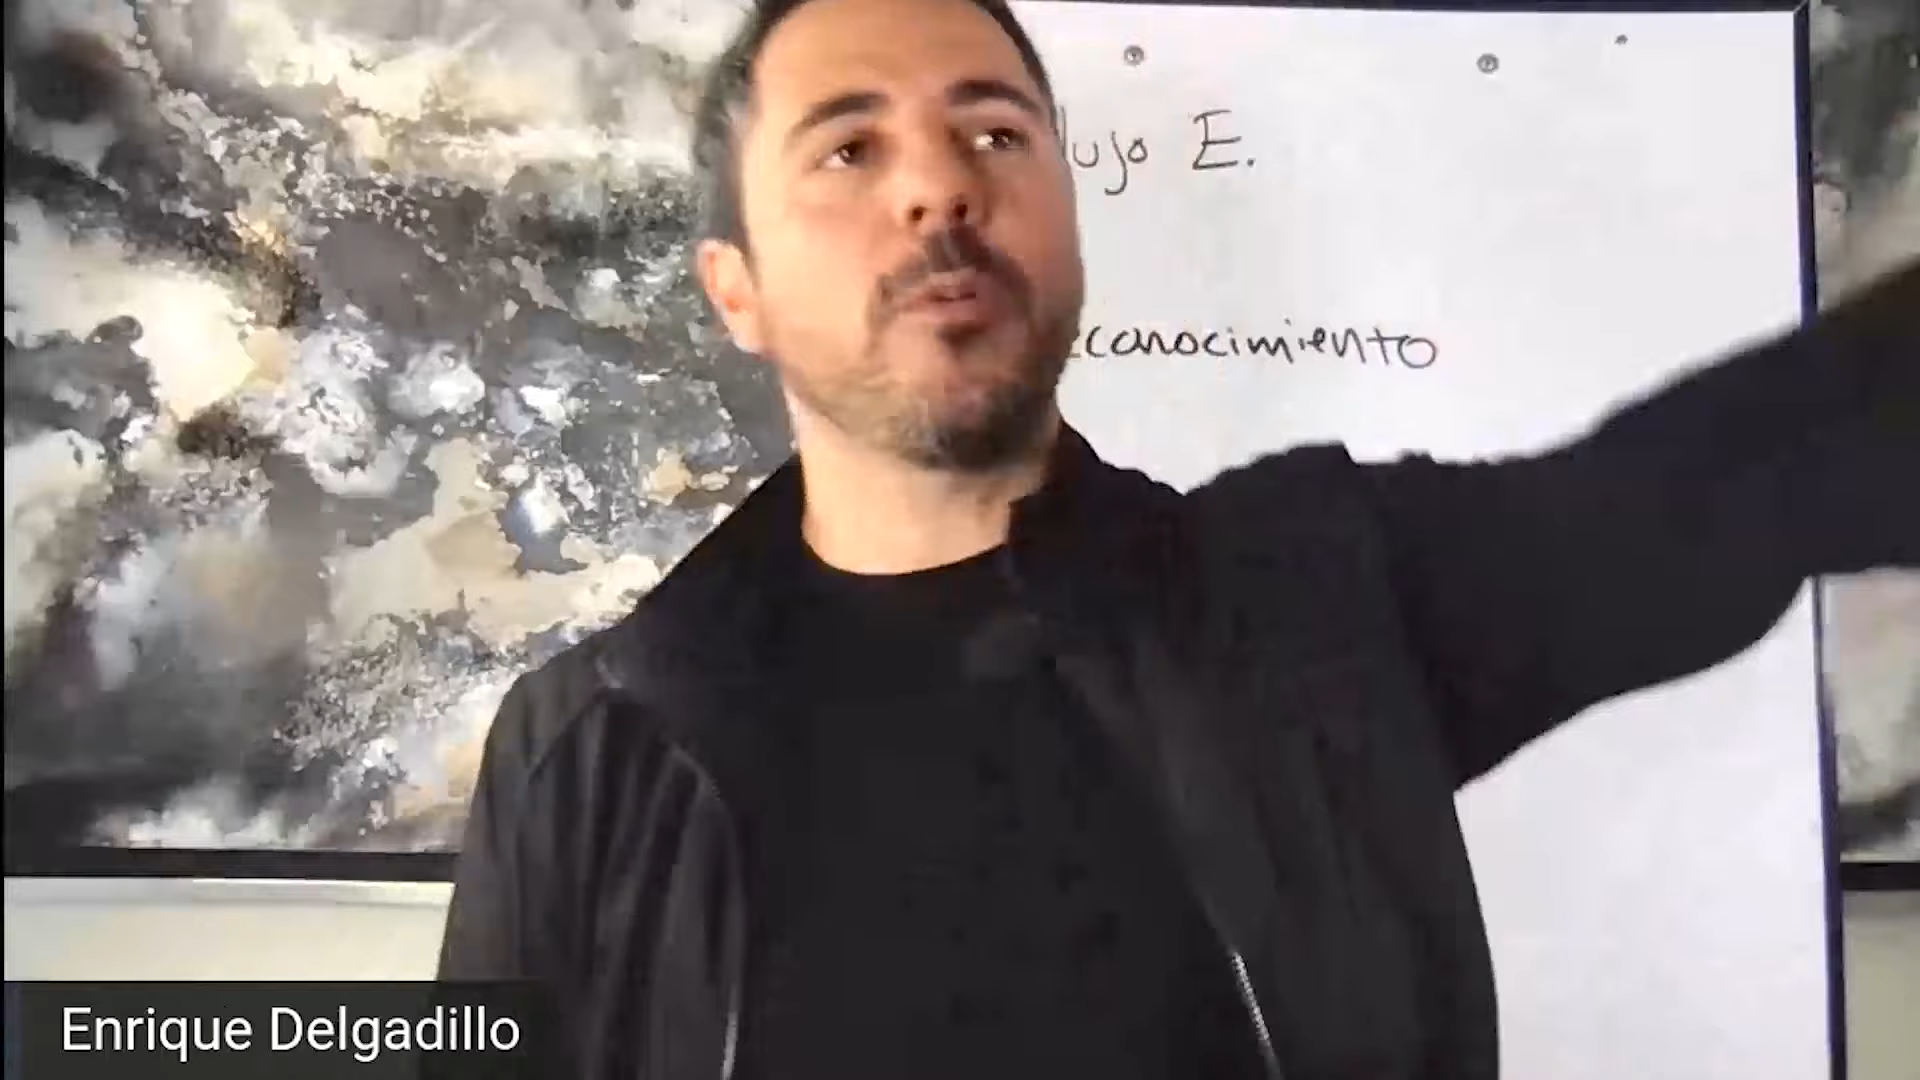 lujo E.
conocimiento
Enrique Delgadillo